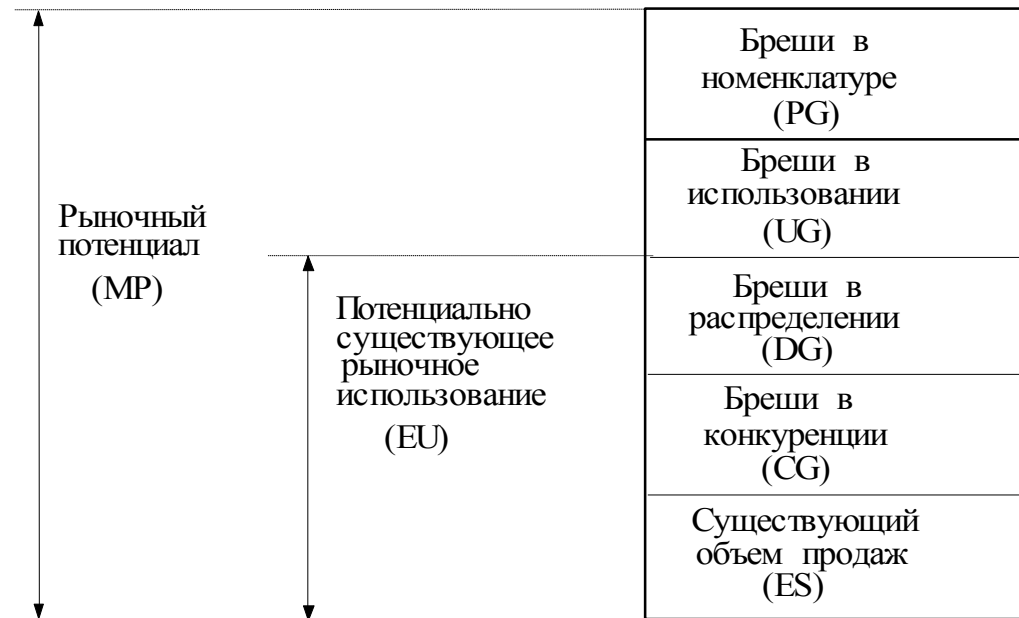 Рыночный
потенциал
(MP)
Потенциально
существующее
рыночное
использование
(EU)
Бреши в
номенклатуре
(PG)
Бреши в
использовании
(UG)
Бреши в
распределении
(DG)
Бреши в
конкуренции
(CG)
Существующий
объем продаж
(ES)